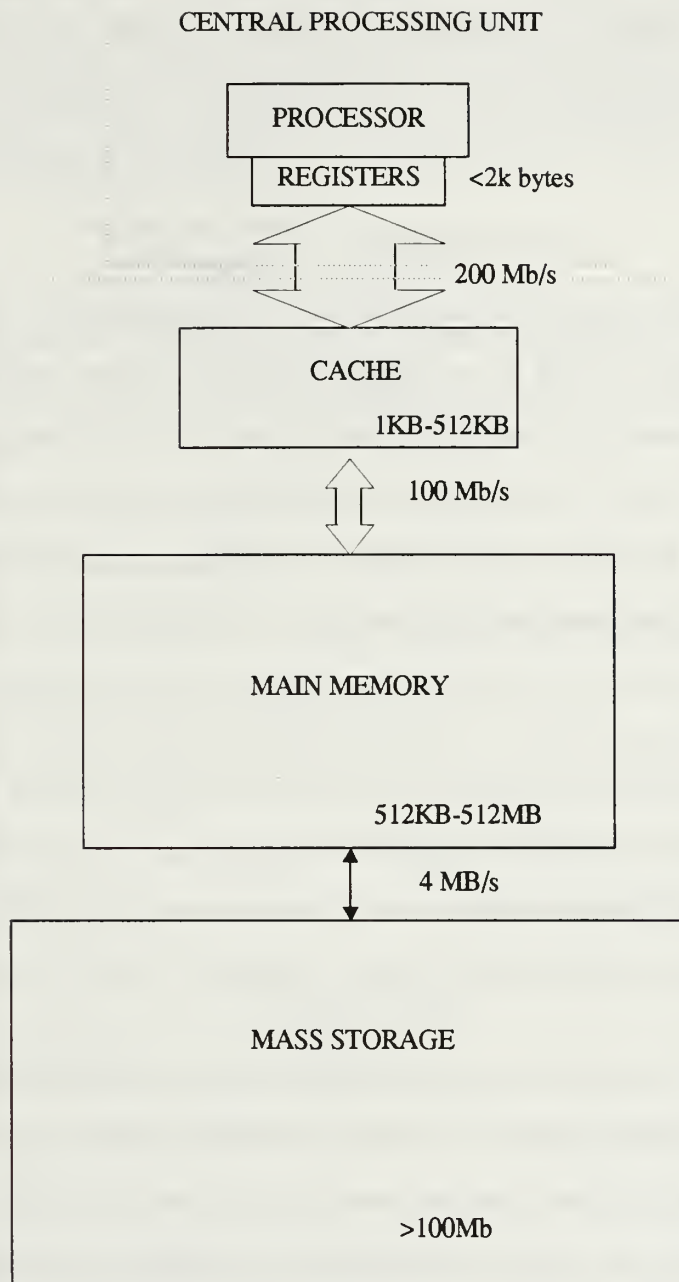 CENTRAL PROCESSING UNIT
PROCESSOR
REGISTERS <2k bytes
200 Mb/s
CACHE
1KB-512KB
100 Mb/s
MAIN MEMORY
512KB-512MB
4 MB/s
MASS STORAGE
>100Mb